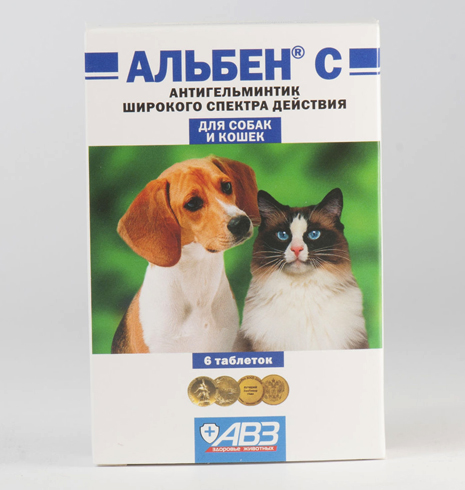 АЛЬБЕН® С
АНТИГЕЛЬМИНТИК
ШИРОКОГО СПЕКТРА ДЕЙСТВИЯ
ДЛЯ СОБАК
И КОШЕК
6 таблеток
АВЗ
здоровье животных